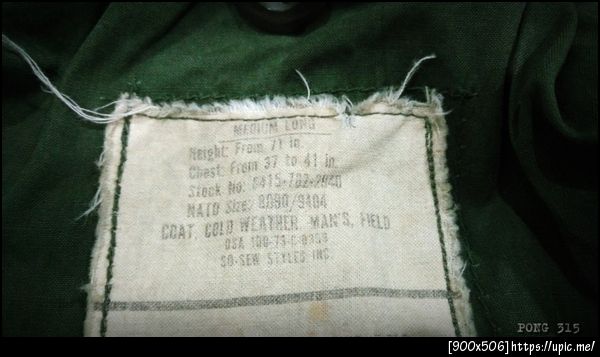 MEDIUM LONG
Height: From 71 in.
Chest: From 37 to 41 in.
Stock No: 8415-782-2940
NATO Size: 8090/9404
COAT, COLD WEATHER, MAN'S, FIELD
DSA 100-73-C-0353
SO-SEW STYLES INC.
PONG 315
[900x506]https://upic.me/